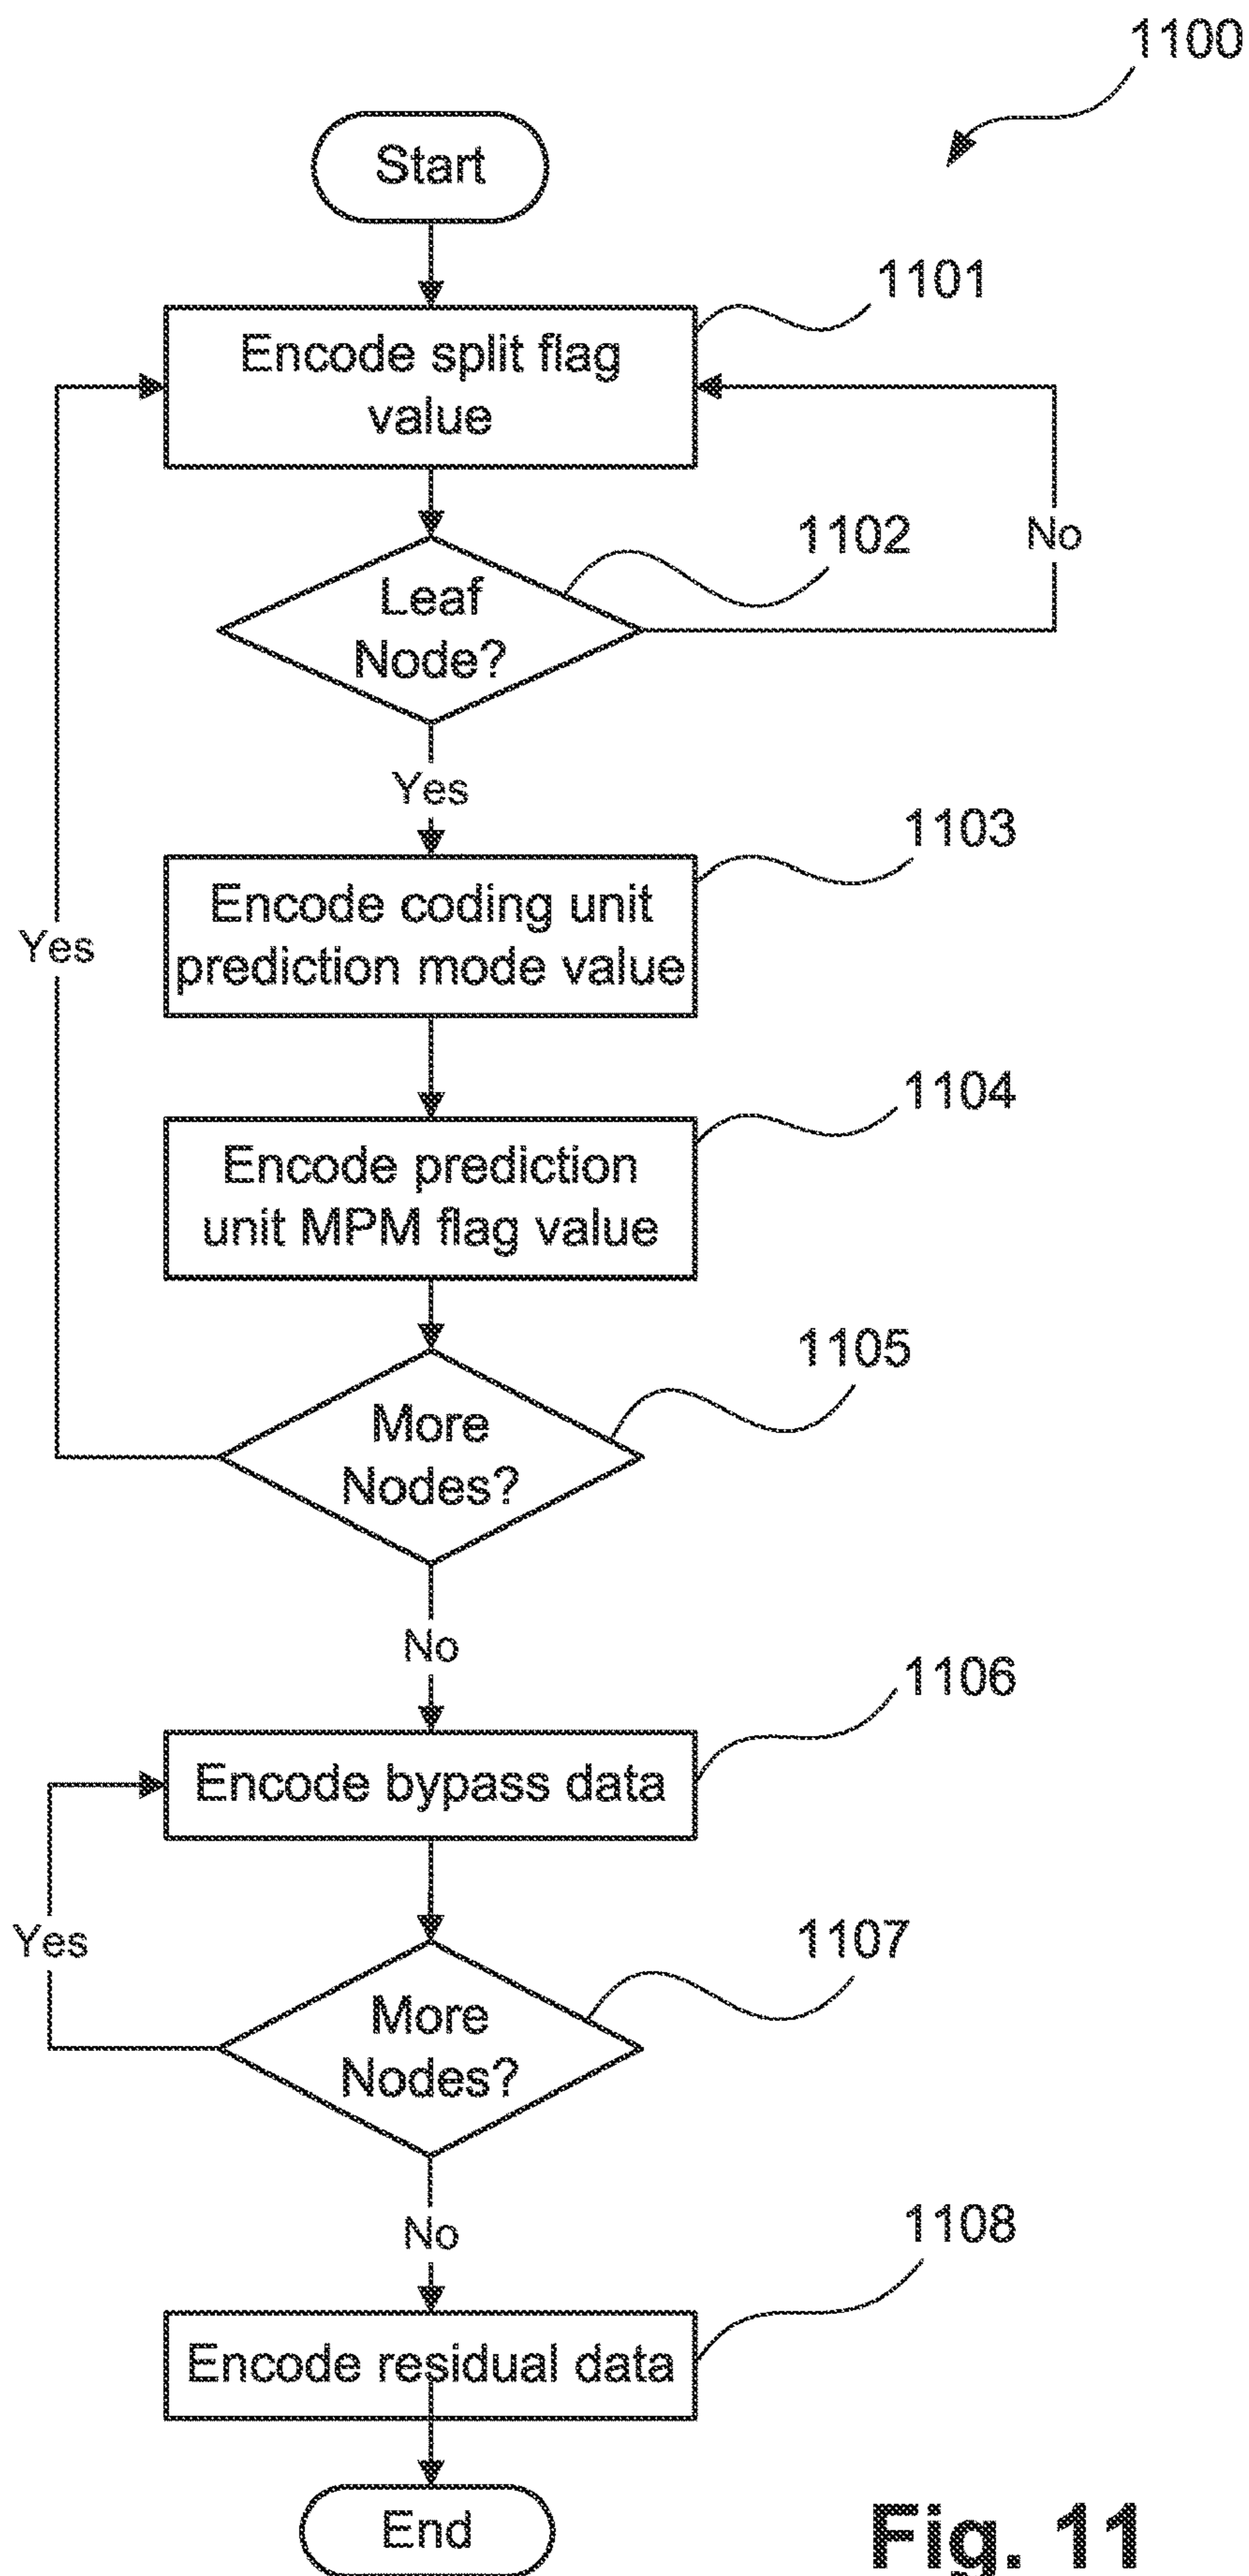 1100
Start
1101
Encode split flag
value
1102
No
Leaf
Node?
Yes
1103
Encode coding unit
prediction mode value
Yes
1104
Encode prediction
unit MPM flag value
1105
More
Nodes?
No
1106
Encode bypass data
1107
Yes
More
Nodes?
No
1108
Encode residual data
End
Fig. 11